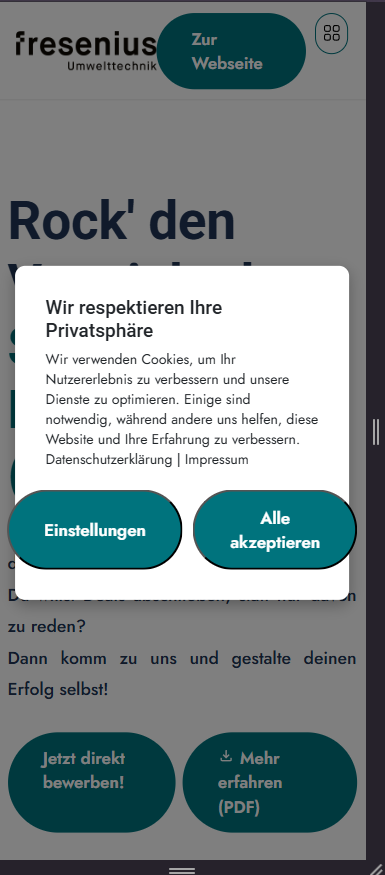 fresenius
Umwelttechnik
Zur
Webseite
Rock' den
Wir respektieren Ihre
Privatsphäre
Wir verwenden Cookies, um Ihr
Nutzererlebnis zu verbessern und unsere
Dienste zu optimieren. Einige sind
notwendig, während andere uns helfen, diese
Website und Ihre Erfahrung zu verbessern.
Datenschutzerklärung | Impressum
Einstellungen
Alle
akzeptieren
zu reden?
Dann komm zu uns und gestalte deinen
Erfolg selbst!
Jetzt direkt
bewerben!
Mehr
erfahren
(PDF)